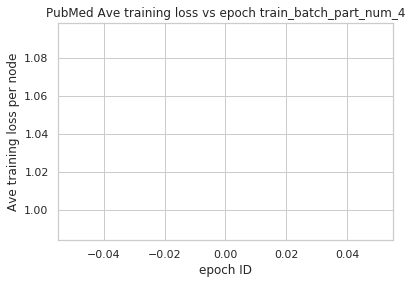 PubMed Ave training loss vs epoch train_batch_part_num_4
Ave training loss per node
1.08
1.06
1.04
1.02
1.00
−0.04 −0.02 0.00 0.02 0.04
epoch ID